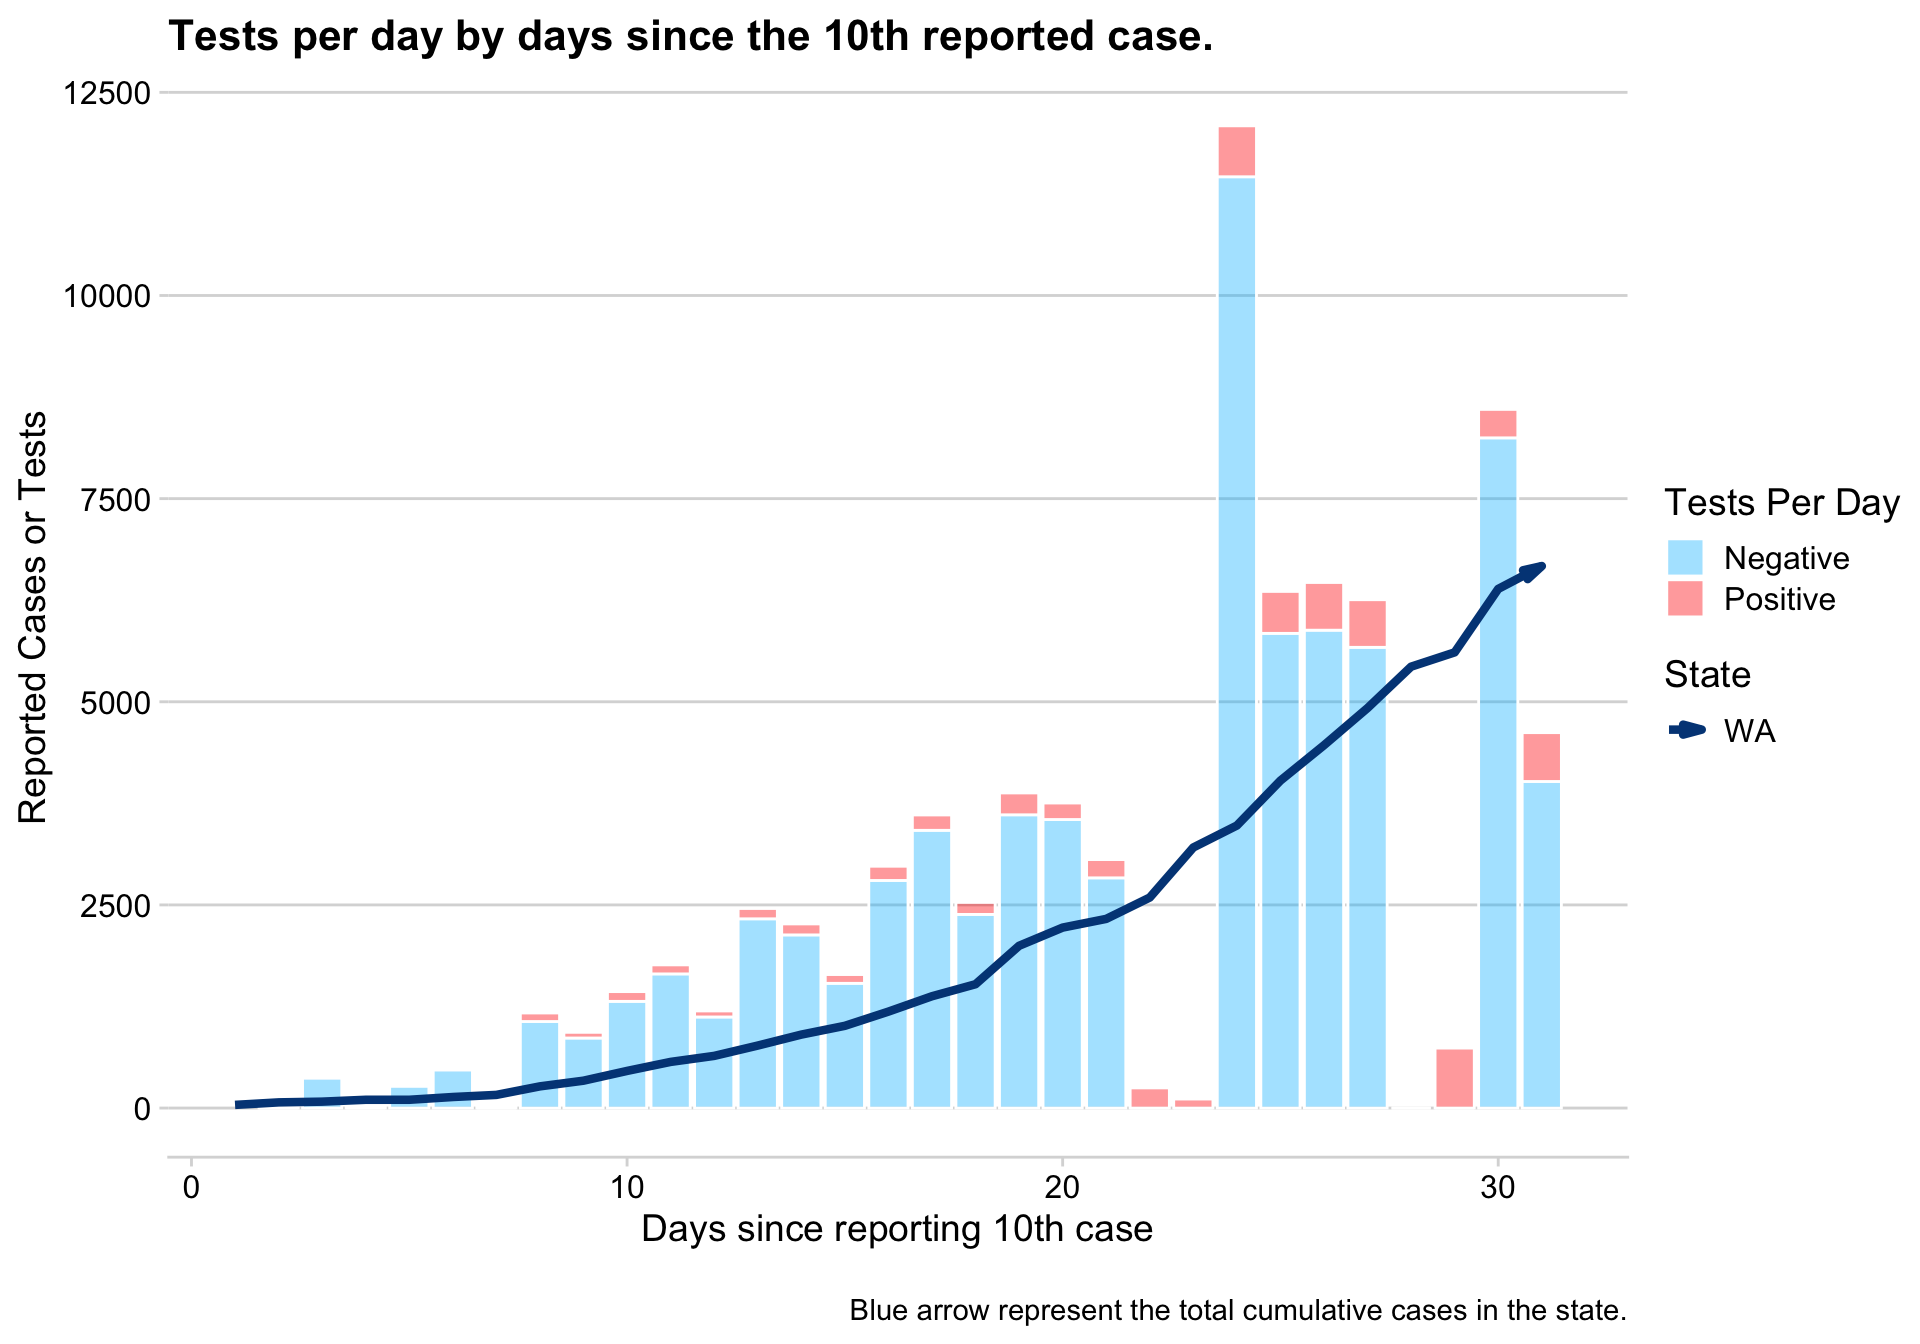 Tests per day by days since the 10th reported case.
12500
10000
7500
5000
2500
0
Reported Cases or Tests
0 10 20 30
Days since reporting 10th case
Tests Per Day
Negative
Positive
State
WA
Blue arrow represent the total cumulative cases in the state.